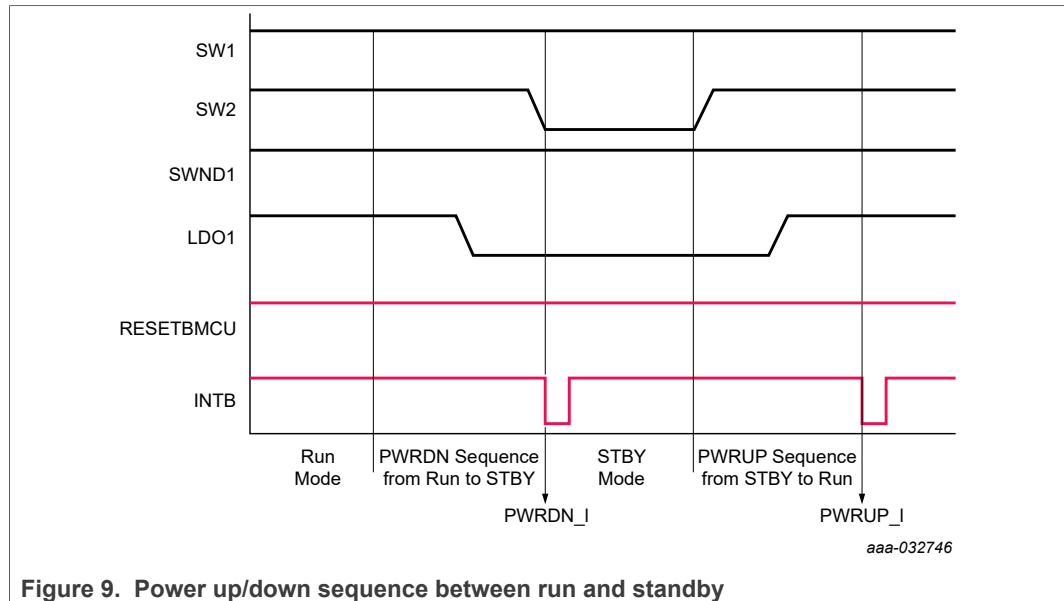 SW1
SW2
SWND1
LDO1
RESETBMCU
INTB
Run
Mode
PWRDN Sequence
from Run to STBY
STBY
Mode
PWRUP Sequence
from STBY to Run
PWRDN_I
PWRUP_I
aaa-032746
Figure 9. Power up/down sequence between run and standby